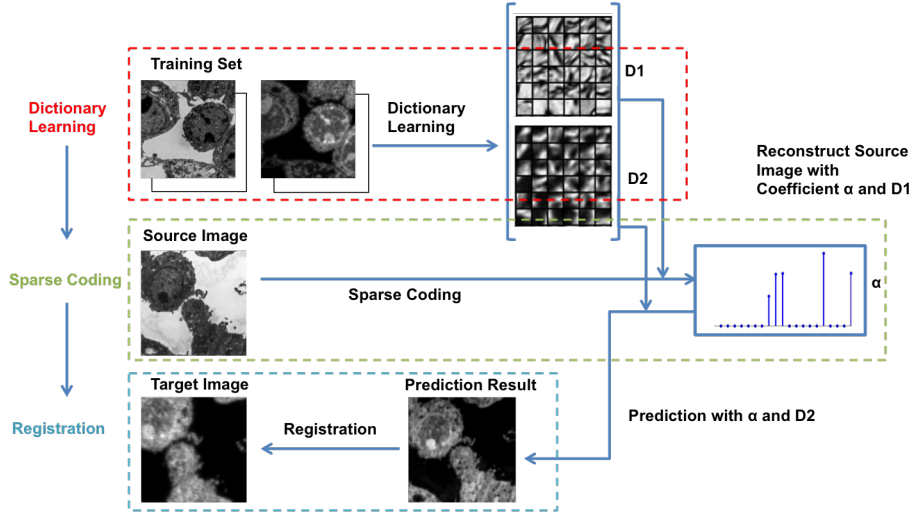 Training Set
D1
Dictionary
Learning
Dictionary
Learning
Reconstruct Source
Image with
Coefficient α and D1
D2
Source Image
Sparse Coding
Sparse Coding
α
Target Image
Prediction Result
Registration
Registration
Prediction with α and D2